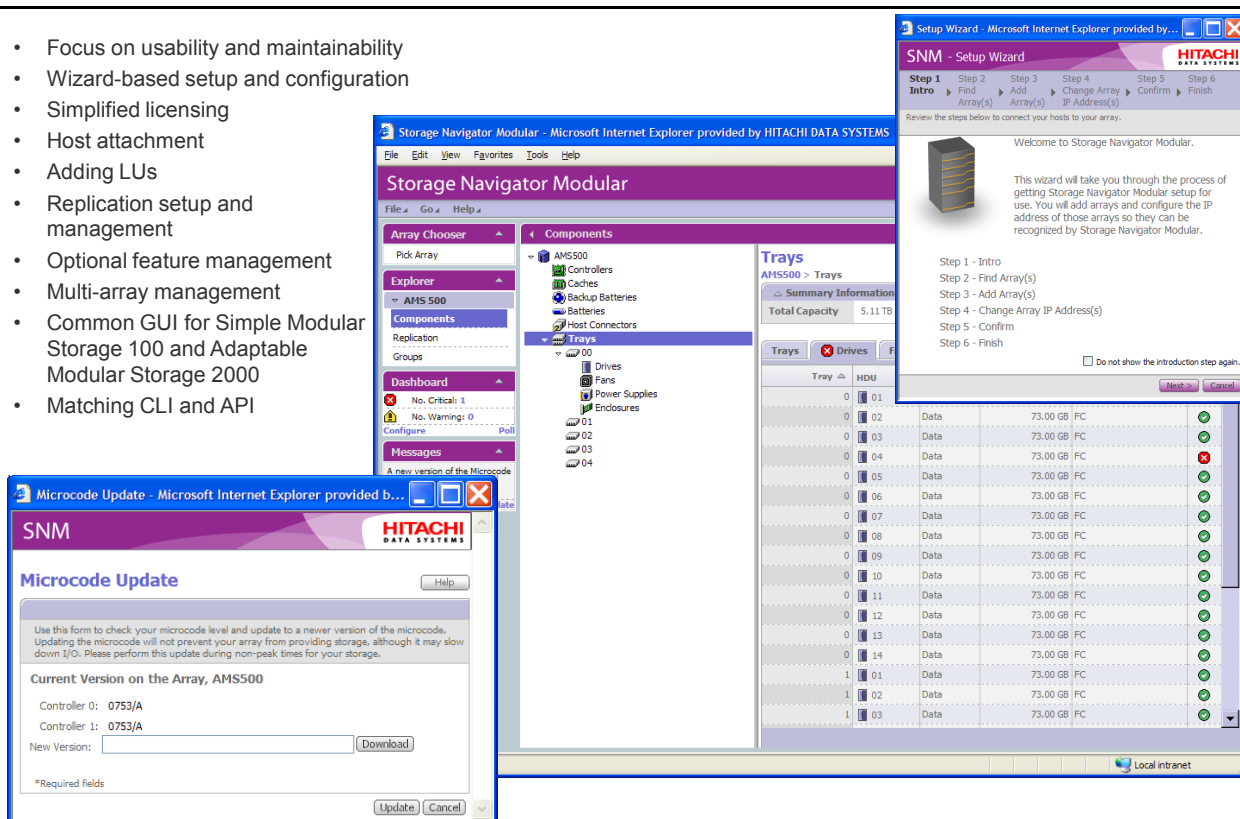 • Focus on usability and maintainability
• Wizard-based setup and configuration
• Simplified licensing
• Host attachment
• Adding LUs
• Replication setup and
management
• Optional feature management
• Multi-array management
• Common GUI for Simple Modular
Storage 100 and Adaptable
Modular Storage 2000
• Matching CLI and API
Setup Wizard - Microsoft Internet Explorer provided by...
SNM - Setup Wizard
HITACHI
DATA SYSTEMS
Step 1 Step 2 Step 3 Step 4 Step 5 Step 6
Intro Find Add Change Array Confirm Finish
Array(s) Array(s) IP Address(es)
Review the steps below to connect your hosts to your array.
Welcome to Storage Navigator Modular.
This wizard will take you through the process of
getting Storage Navigator Modular setup for
use. You will add arrays and configure the IP
address of those arrays so they can be
recognized by Storage Navigator Modular.
Step 1 - Intro
Step 2 - Find Array(s)
Step 3 - Add Array(s)
Step 4 - Change Array IP Address(s)
Step 5 - Confirm
Step 6 - Finish
Do not show the introduction step again.
Next > Cancel
Storage Navigator Modular - Microsoft Internet Explorer provided by HITACHI DATA SYSTEMS
File Edit View Favorites Tools Help
Storage Navigator Modular
File Go Help
Array Chooser
Pick Array
Explorer
AMS 500
Components
Replication
Groups
Dashboard
No. Critical: 1
No. Warning: 0
Configure Poll
Messages
A new version of the Microcode
Components
AMS500
Controllers
Caches
Backup Batteries
Batteries
Host Connectors
Trays
00
Drives
Fans
Power Supplies
Enclosures
01
02
03
04
Trays
AMS500 > Trays
Summary Information
Total Capacity 5.11 TB
Trays Drives F
Tray HDU
0 01
0 02 Data 73.00 GB FC
0 03 Data 73.00 GB FC
0 04 Data 73.00 GB FC
0 05 Data 73.00 GB FC
0 06 Data 73.00 GB FC
0 07 Data 73.00 GB FC
0 08 Data 73.00 GB FC
0 09 Data 73.00 GB FC
0 10 Data 73.00 GB FC
0 11 Data 73.00 GB FC
0 12 Data 73.00 GB FC
0 13 Data 73.00 GB FC
0 14 Data 73.00 GB FC
1 01 Data 73.00 GB FC
1 02 Data 73.00 GB FC
1 03 Data 73.00 GB FC
Local intranet
Microcode Update - Microsoft Internet Explorer provided b...
SNM
HITACHI
DATA SYSTEMS
Microcode Update
Help
Use this form to check your microcode level and update to a newer version of the microcode.
Updating the microcode will not prevent your array from providing storage, although it may slow
down I/O. Please perform this update during non-peak times for your storage.
Current Version on the Array, AMS500
Controller 0: 0753/A
Controller 1: 0753/A
New Version: Download
*Required fields
Update Cancel